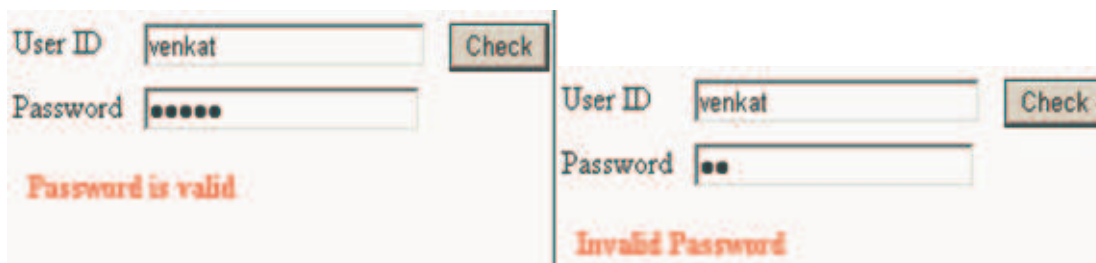 User ID venkat Check
Password •••••
Password is valid
User ID venkat Check
Password ••
Invalid Password